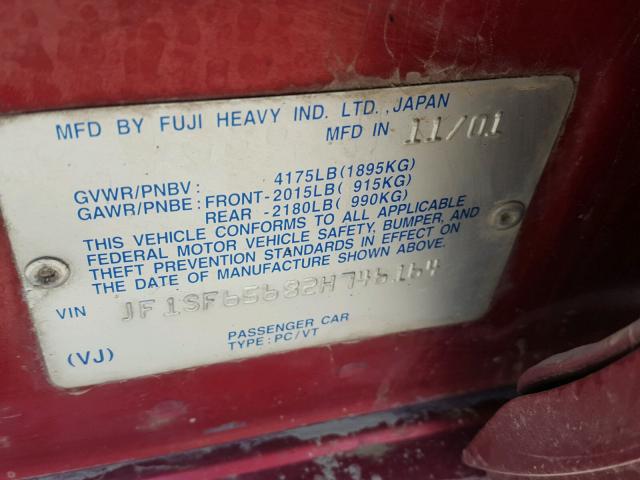 MFD BY FUJI HEAVY IND. LTD., JAPAN
MFD IN 11/01
GVWR/PNBV: 4175LB(1895KG)
GAWR/PNBE: FRONT-2015LB( 915KG)
REAR -2180LB( 990KG)
THIS VEHICLE CONFORMS TO ALL APPLICABLE
FEDERAL MOTOR VEHICLE SAFETY, BUMPER, AND
THEFT PREVENTION STANDARDS IN EFFECT ON
THE DATE OF MANUFACTURE SHOWN ABOVE.
VIN JF1SF65682H746164
PASSENGER CAR
(VJ) TYPE: PC/VT